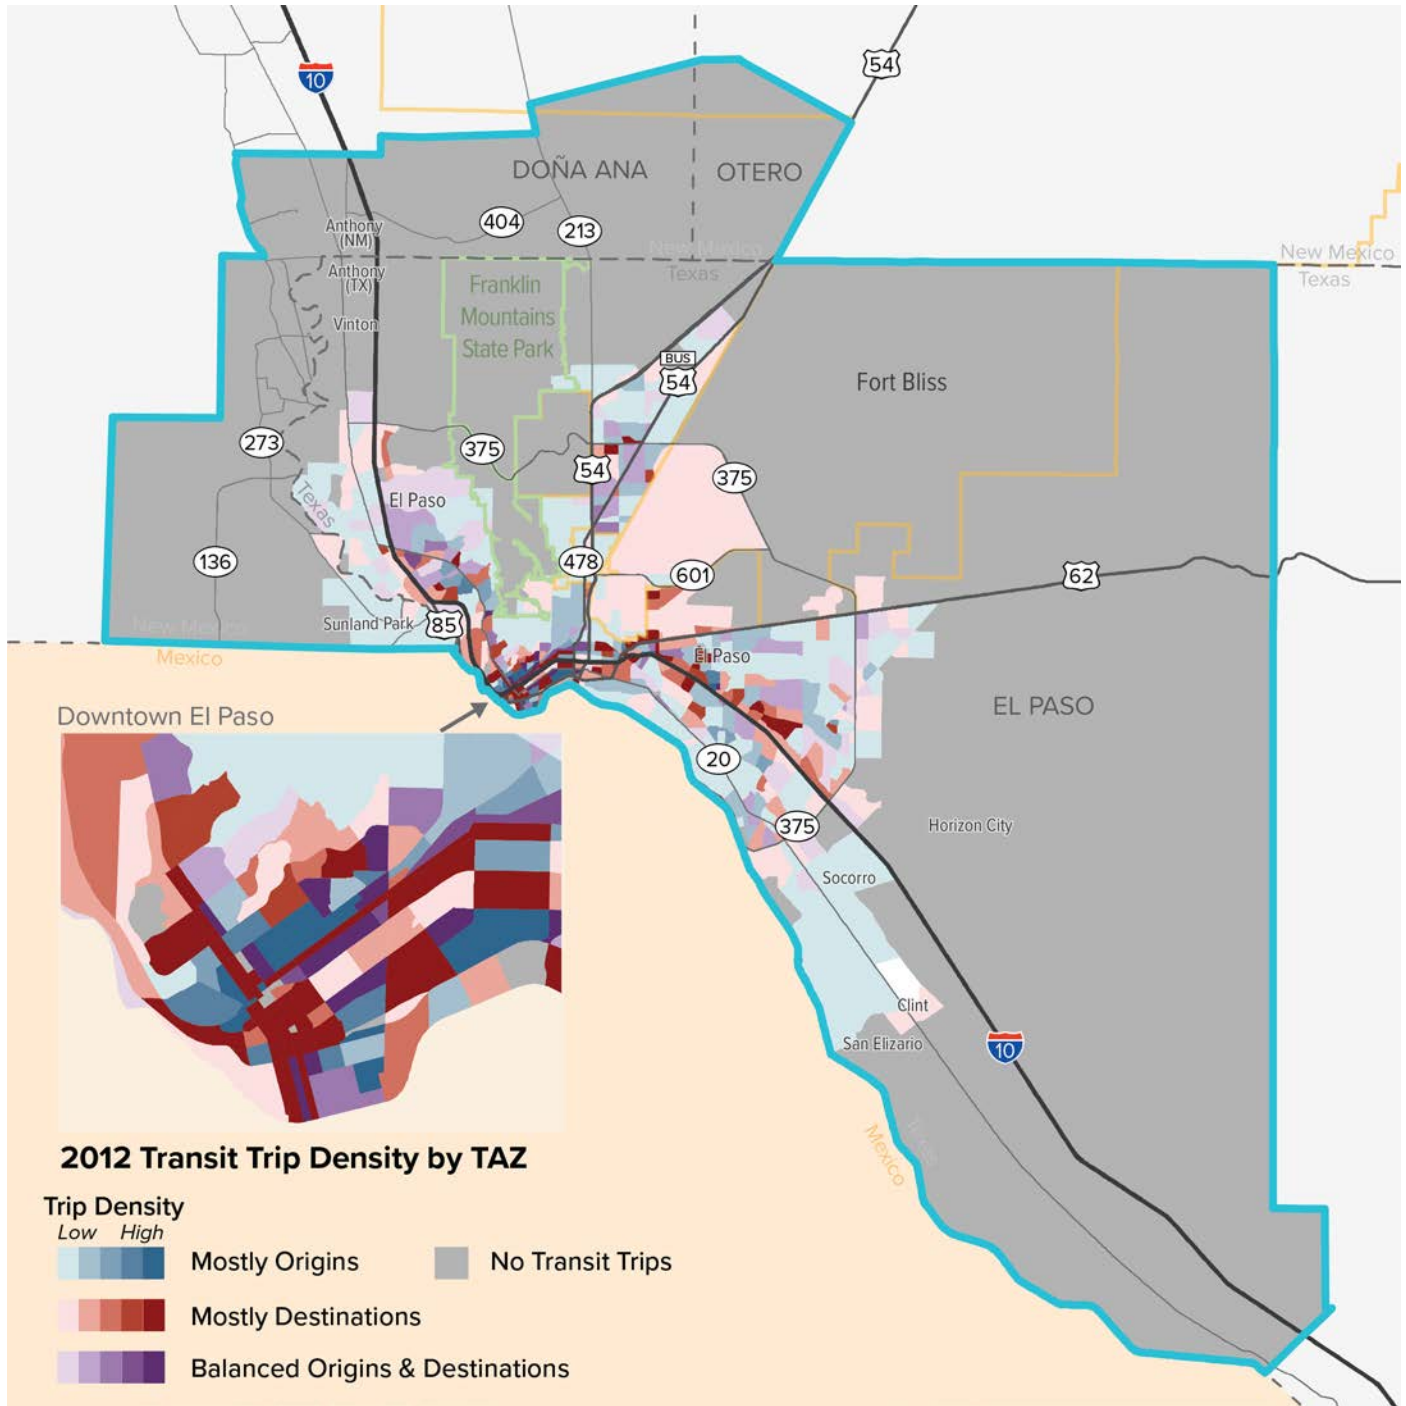 54
10
DOÑA ANA
OTERO
404
213
Anthony
(NM)
New Mexico
Texas
New Mexico
Texas
Anthony
(TX)
Franklin
Mountains
State Park
Vinton
BUS
54
Fort Bliss
273
375
54
375
El Paso
Texas
136
478
601
62
Sunland Park
85
New Mexico
Mexico
El Paso
EL PASO
Downtown El Paso
20
375
Horizon City
Socorro
Clint
San Elizario
10
Texas
Mexico
2012 Transit Trip Density by TAZ
Trip Density
Low High
Mostly Origins
No Transit Trips
Mostly Destinations
Balanced Origins & Destinations